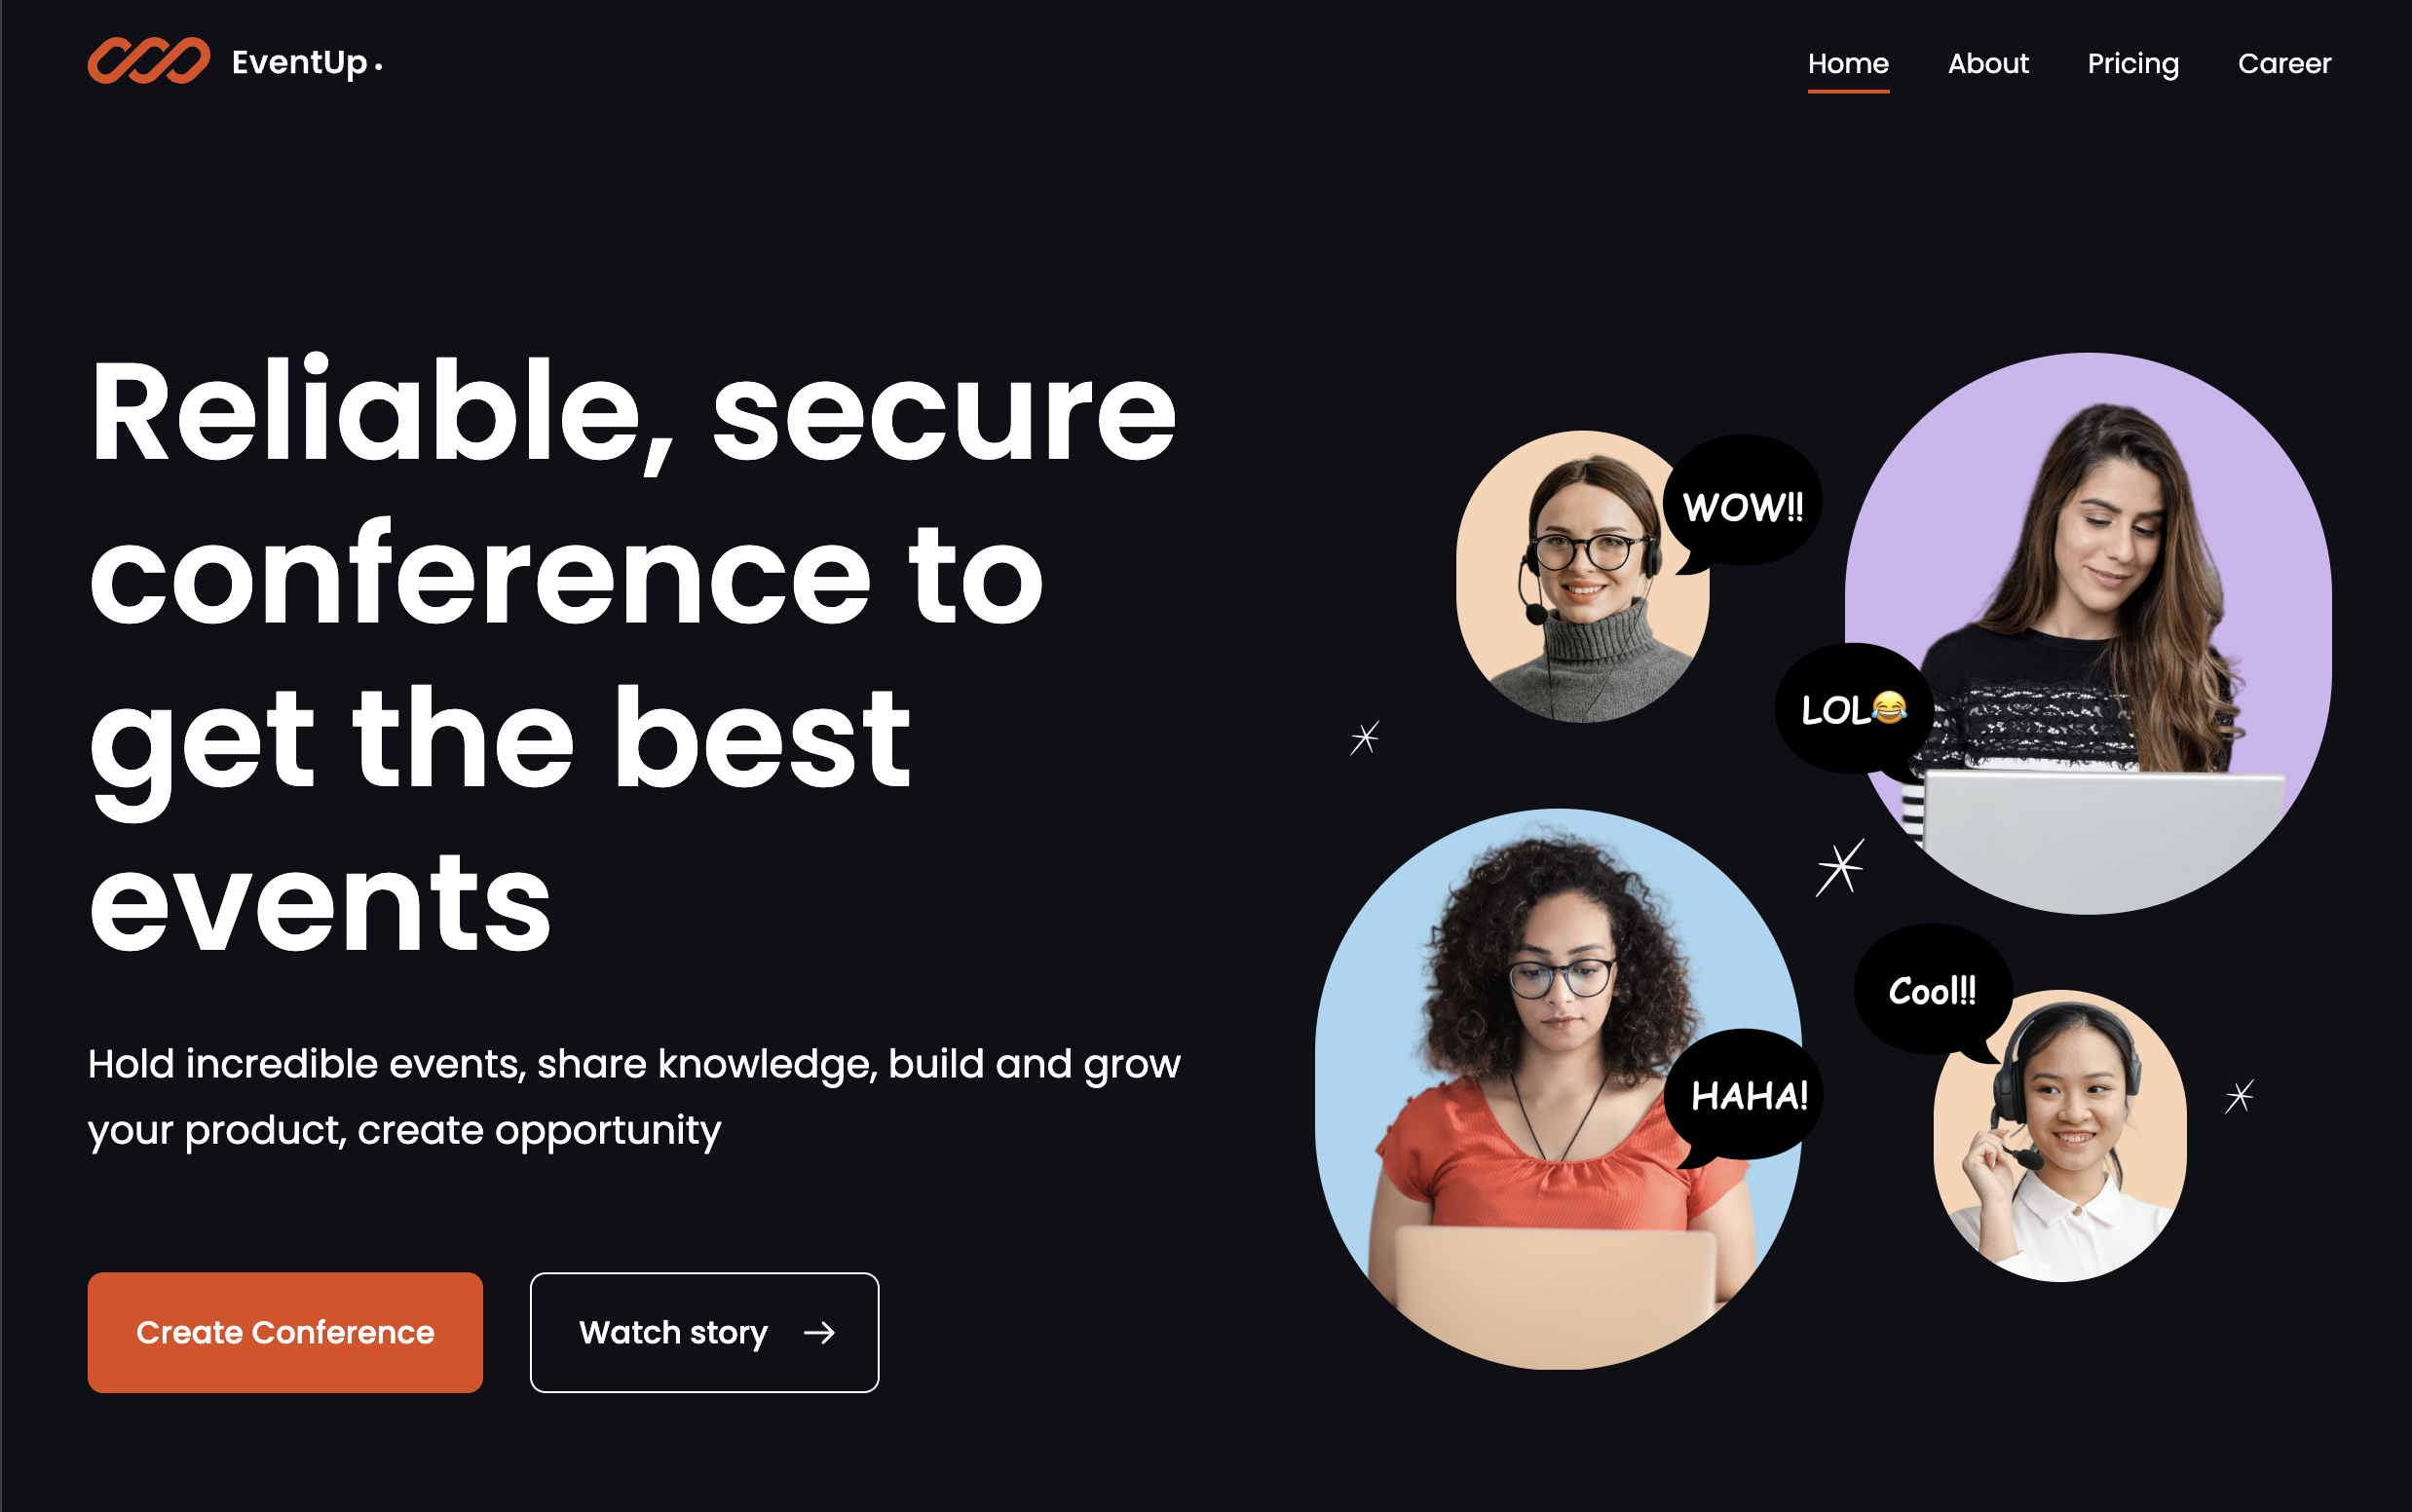 EventUp
Home
About
Pricing
Career
Reliable, secure
conference to
get the best
events
Hold incredible events, share knowledge, build and grow
your product, create opportunity
Create Conference
Watch story →
WOW!!
LOL😂
HAHA!
Cool!!